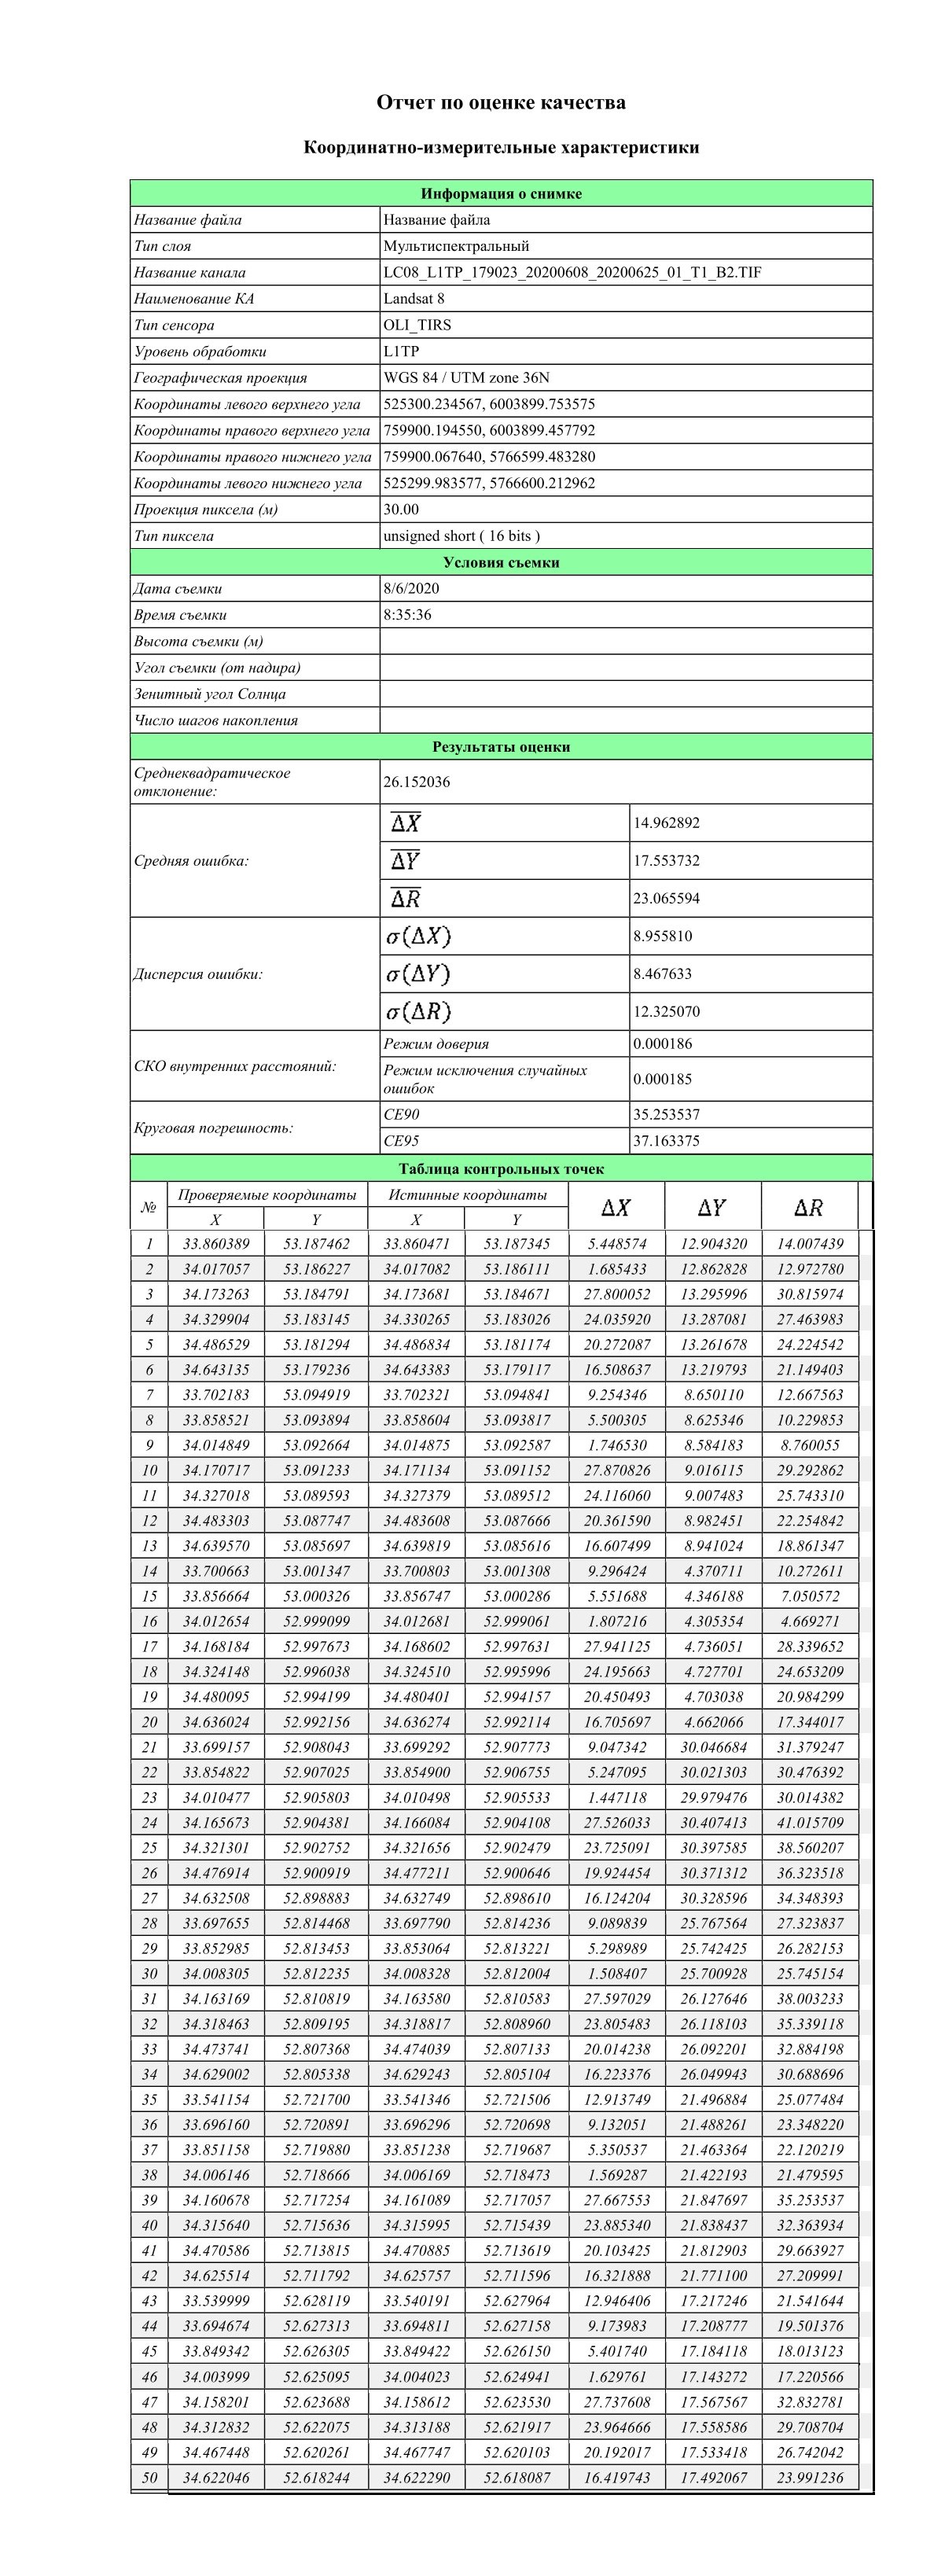 Отчет по оценке качества
Координатно-измерительные характеристики
Информация о снимке
Название файла Название файла
Тип слоя Мультиспектральный
Название канала LC08_L1TP_179023_20200608_20200625_01_T1_B2.TIF
Наименование КА Landsat 8
Тип сенсора OLI_TIRS
Уровень обработки L1TP
Географическая проекция WGS 84 / UTM zone 36N
Координаты левого верхнего угла 525300.234567, 6003899.753575
Координаты правого верхнего угла 759900.194550, 6003899.457792
Координаты правого нижнего угла 759900.067640, 5766599.483280
Координаты левого нижнего угла 525299.983577, 5766600.212962
Проекция пиксела (м) 30.00
Тип пиксела unsigned short ( 16 bits )
Условия съемки
Дата съемки 8/6/2020
Время съемки 8:35:36
Высота съемки (м)
Угол съемки (от надира)
Зенитный угол Солнца
Число шагов накопления
Результаты оценки
Среднеквадратическое
отклонение: 26.152036
Средняя ошибка:
ΔX 14.962892
ΔY 17.553732
ΔR 23.065594
Дисперсия ошибки:
σ(ΔX) 8.955810
σ(ΔY) 8.467633
σ(ΔR) 12.325070
СКО внутренних расстояний:
Режим доверия 0.000186
Режим исключения случайных
ошибок 0.000185
Круговая погрешность:
CE90 35.253537
CE95 37.163375
Таблица контрольных точек
№ Проверяемые координаты Истинные координаты ΔX ΔY ΔR
X Y X Y
1 33.860389 53.187462 33.860471 53.187345 5.448574 12.904320 14.007439
2 34.017057 53.186227 34.017082 53.186111 1.685433 12.862828 12.972780
3 34.173263 53.184791 34.173681 53.184671 27.800052 13.295996 30.815974
4 34.329904 53.183145 34.330265 53.183026 24.035920 13.287081 27.463983
5 34.486529 53.181294 34.486834 53.181174 20.272087 13.261678 24.224542
6 34.643135 53.179236 34.643383 53.179117 16.508637 13.219793 21.149403
7 33.702183 53.094919 33.702321 53.094841 9.254346 8.650110 12.667563
8 33.858521 53.093894 33.858604 53.093817 5.500305 8.625346 10.229853
9 34.014849 53.092664 34.014875 53.092587 1.746530 8.584183 8.760055
10 34.170717 53.091233 34.171134 53.091152 27.870826 9.016115 29.292862
11 34.327018 53.089593 34.327379 53.089512 24.116060 9.007483 25.743310
12 34.483303 53.087747 34.483608 53.087666 20.361590 8.982451 22.254842
13 34.639570 53.085697 34.639819 53.085616 16.607499 8.941024 18.861347
14 33.700663 53.001347 33.700803 53.001308 9.296424 4.370711 10.272611
15 33.856664 53.000326 33.856747 53.000286 5.551688 4.346188 7.050572
16 34.012654 52.999099 34.012681 52.999061 1.807216 4.305354 4.669271
17 34.168184 52.997673 34.168602 52.997631 27.941125 4.736051 28.339652
18 34.324148 52.996038 34.324510 52.995996 24.195663 4.727701 24.653209
19 34.480095 52.994199 34.480401 52.994157 20.450493 4.703038 20.984299
20 34.636024 52.992156 34.636274 52.992114 16.705697 4.662066 17.344017
21 33.699157 52.908043 33.699292 52.907773 9.047342 30.046684 31.379247
22 33.854822 52.907025 33.854900 52.906755 5.247095 30.021303 30.476392
23 34.010477 52.905803 34.010498 52.905533 1.447118 29.979476 30.014382
24 34.165673 52.904381 34.166084 52.904108 27.526033 30.407413 41.015709
25 34.321301 52.902752 34.321656 52.902479 23.725091 30.397585 38.560207
26 34.476914 52.900919 34.477211 52.900646 19.924454 30.371312 36.323518
27 34.632508 52.898883 34.632749 52.898610 16.124204 30.328596 34.348393
28 33.697655 52.814468 33.697790 52.814236 9.089839 25.767564 27.323837
29 33.852985 52.813453 33.853064 52.813221 5.298989 25.742425 26.282153
30 34.008305 52.812235 34.008328 52.812004 1.508407 25.700928 25.745154
31 34.163169 52.810819 34.163580 52.810583 27.597029 26.127646 38.003233
32 34.318463 52.809195 34.318817 52.808960 23.805483 26.118103 35.339118
33 34.473741 52.807368 34.474039 52.807133 20.014238 26.092201 32.884198
34 34.629002 52.805338 34.629243 52.805104 16.223376 26.049943 30.688696
35 33.541154 52.721700 33.541346 52.721506 12.913749 21.496884 25.077484
36 33.696160 52.720891 33.696296 52.720698 9.132051 21.488261 23.348220
37 33.851158 52.719880 33.851238 52.719687 5.350537 21.463364 22.120219
38 34.006146 52.718666 34.006169 52.718473 1.569287 21.422193 21.479595
39 34.160678 52.717254 34.161089 52.717057 27.667553 21.847697 35.253537
40 34.315640 52.715636 34.315995 52.715439 23.885340 21.838437 32.363934
41 34.470586 52.713815 34.470885 52.713619 20.103425 21.812903 29.663927
42 34.625514 52.711792 34.625757 52.711596 16.321888 21.771100 27.209991
43 33.539999 52.628119 33.540191 52.627964 12.946406 17.217246 21.541644
44 33.694674 52.627313 33.694811 52.627158 9.173983 17.208777 19.501376
45 33.849342 52.626305 33.849422 52.626150 5.401740 17.184118 18.013123
46 34.003999 52.625095 34.004023 52.624941 1.629761 17.143272 17.220566
47 34.158201 52.623688 34.158612 52.623530 27.737608 17.567567 32.832781
48 34.312832 52.622075 34.313188 52.621917 23.964666 17.558586 29.708704
49 34.467448 52.620261 34.467747 52.620103 20.192017 17.533418 26.742042
50 34.622046 52.618244 34.622290 52.618087 16.419743 17.492067 23.991236